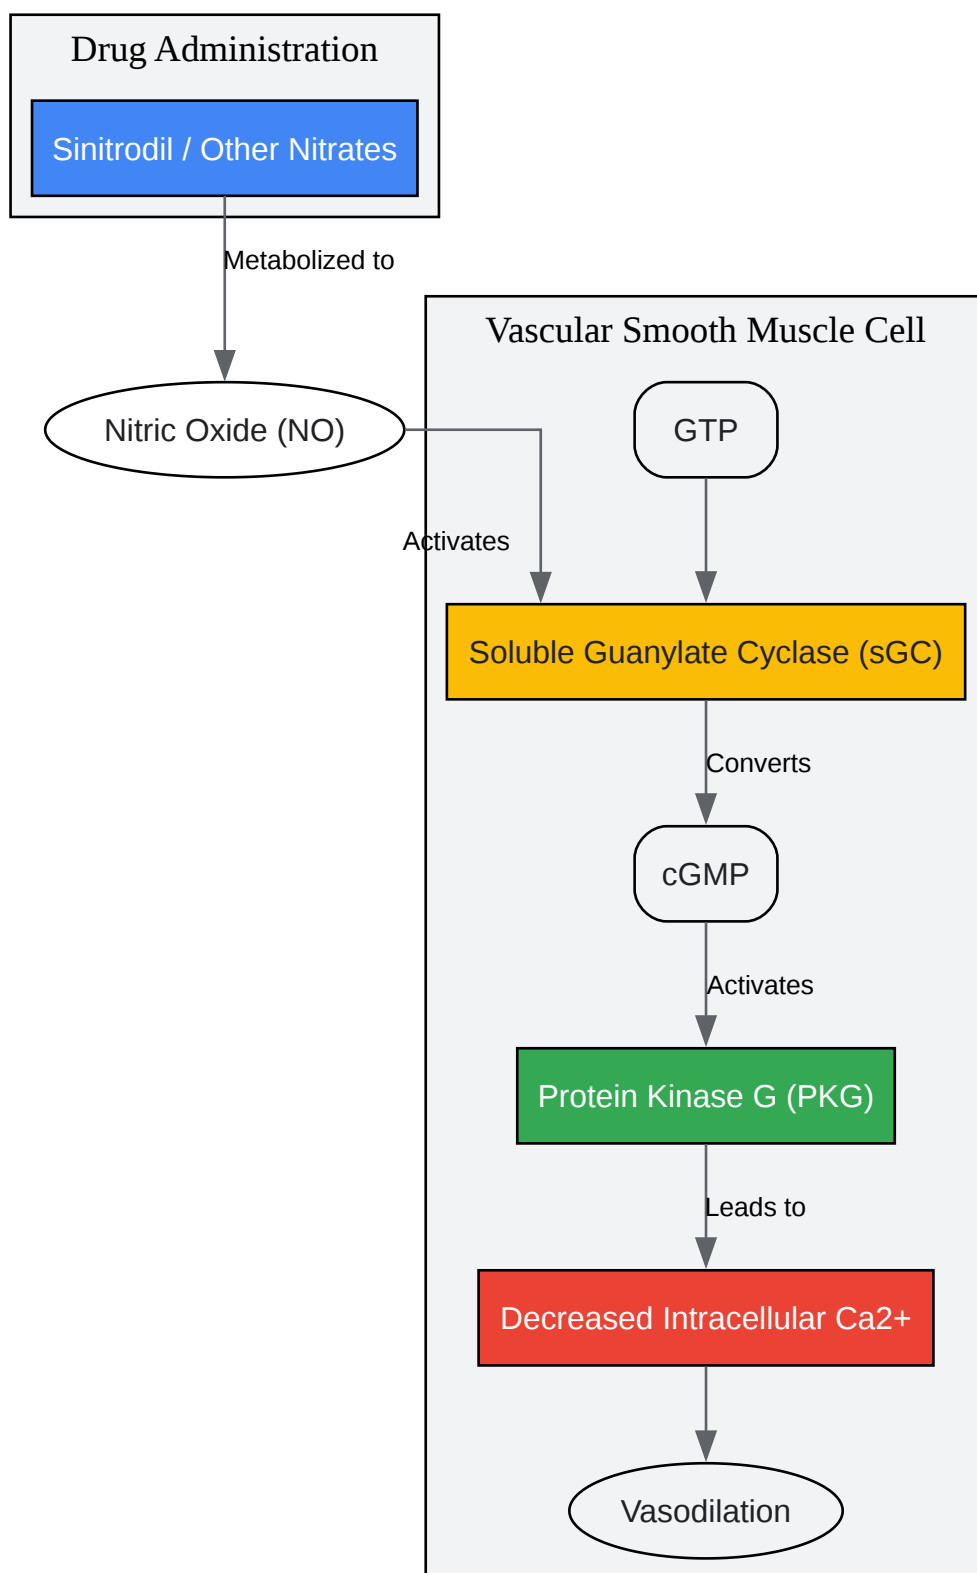 Drug Administration
Sinitrodil / Other Nitrates
Metabolized to
Vascular Smooth Muscle Cell
Nitric Oxide (NO)
GTP
Activates
Soluble Guanylate Cyclase (sGC)
Converts
cGMP
Activates
Protein Kinase G (PKG)
Leads to
Decreased Intracellular Ca2+
Vasodilation